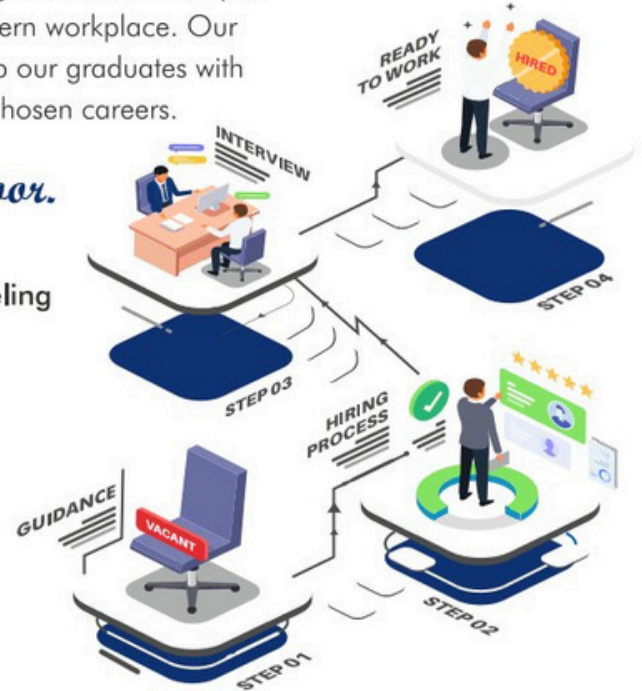 ern workplace. Our
our graduates with
hosen careers.
eling
READY
TO WORK
HIRED
STEP 04
INTERVIEW
STEP 03
HIRING
PROCESS
STEP 02
GUIDANCE
VACANT
STEP 01